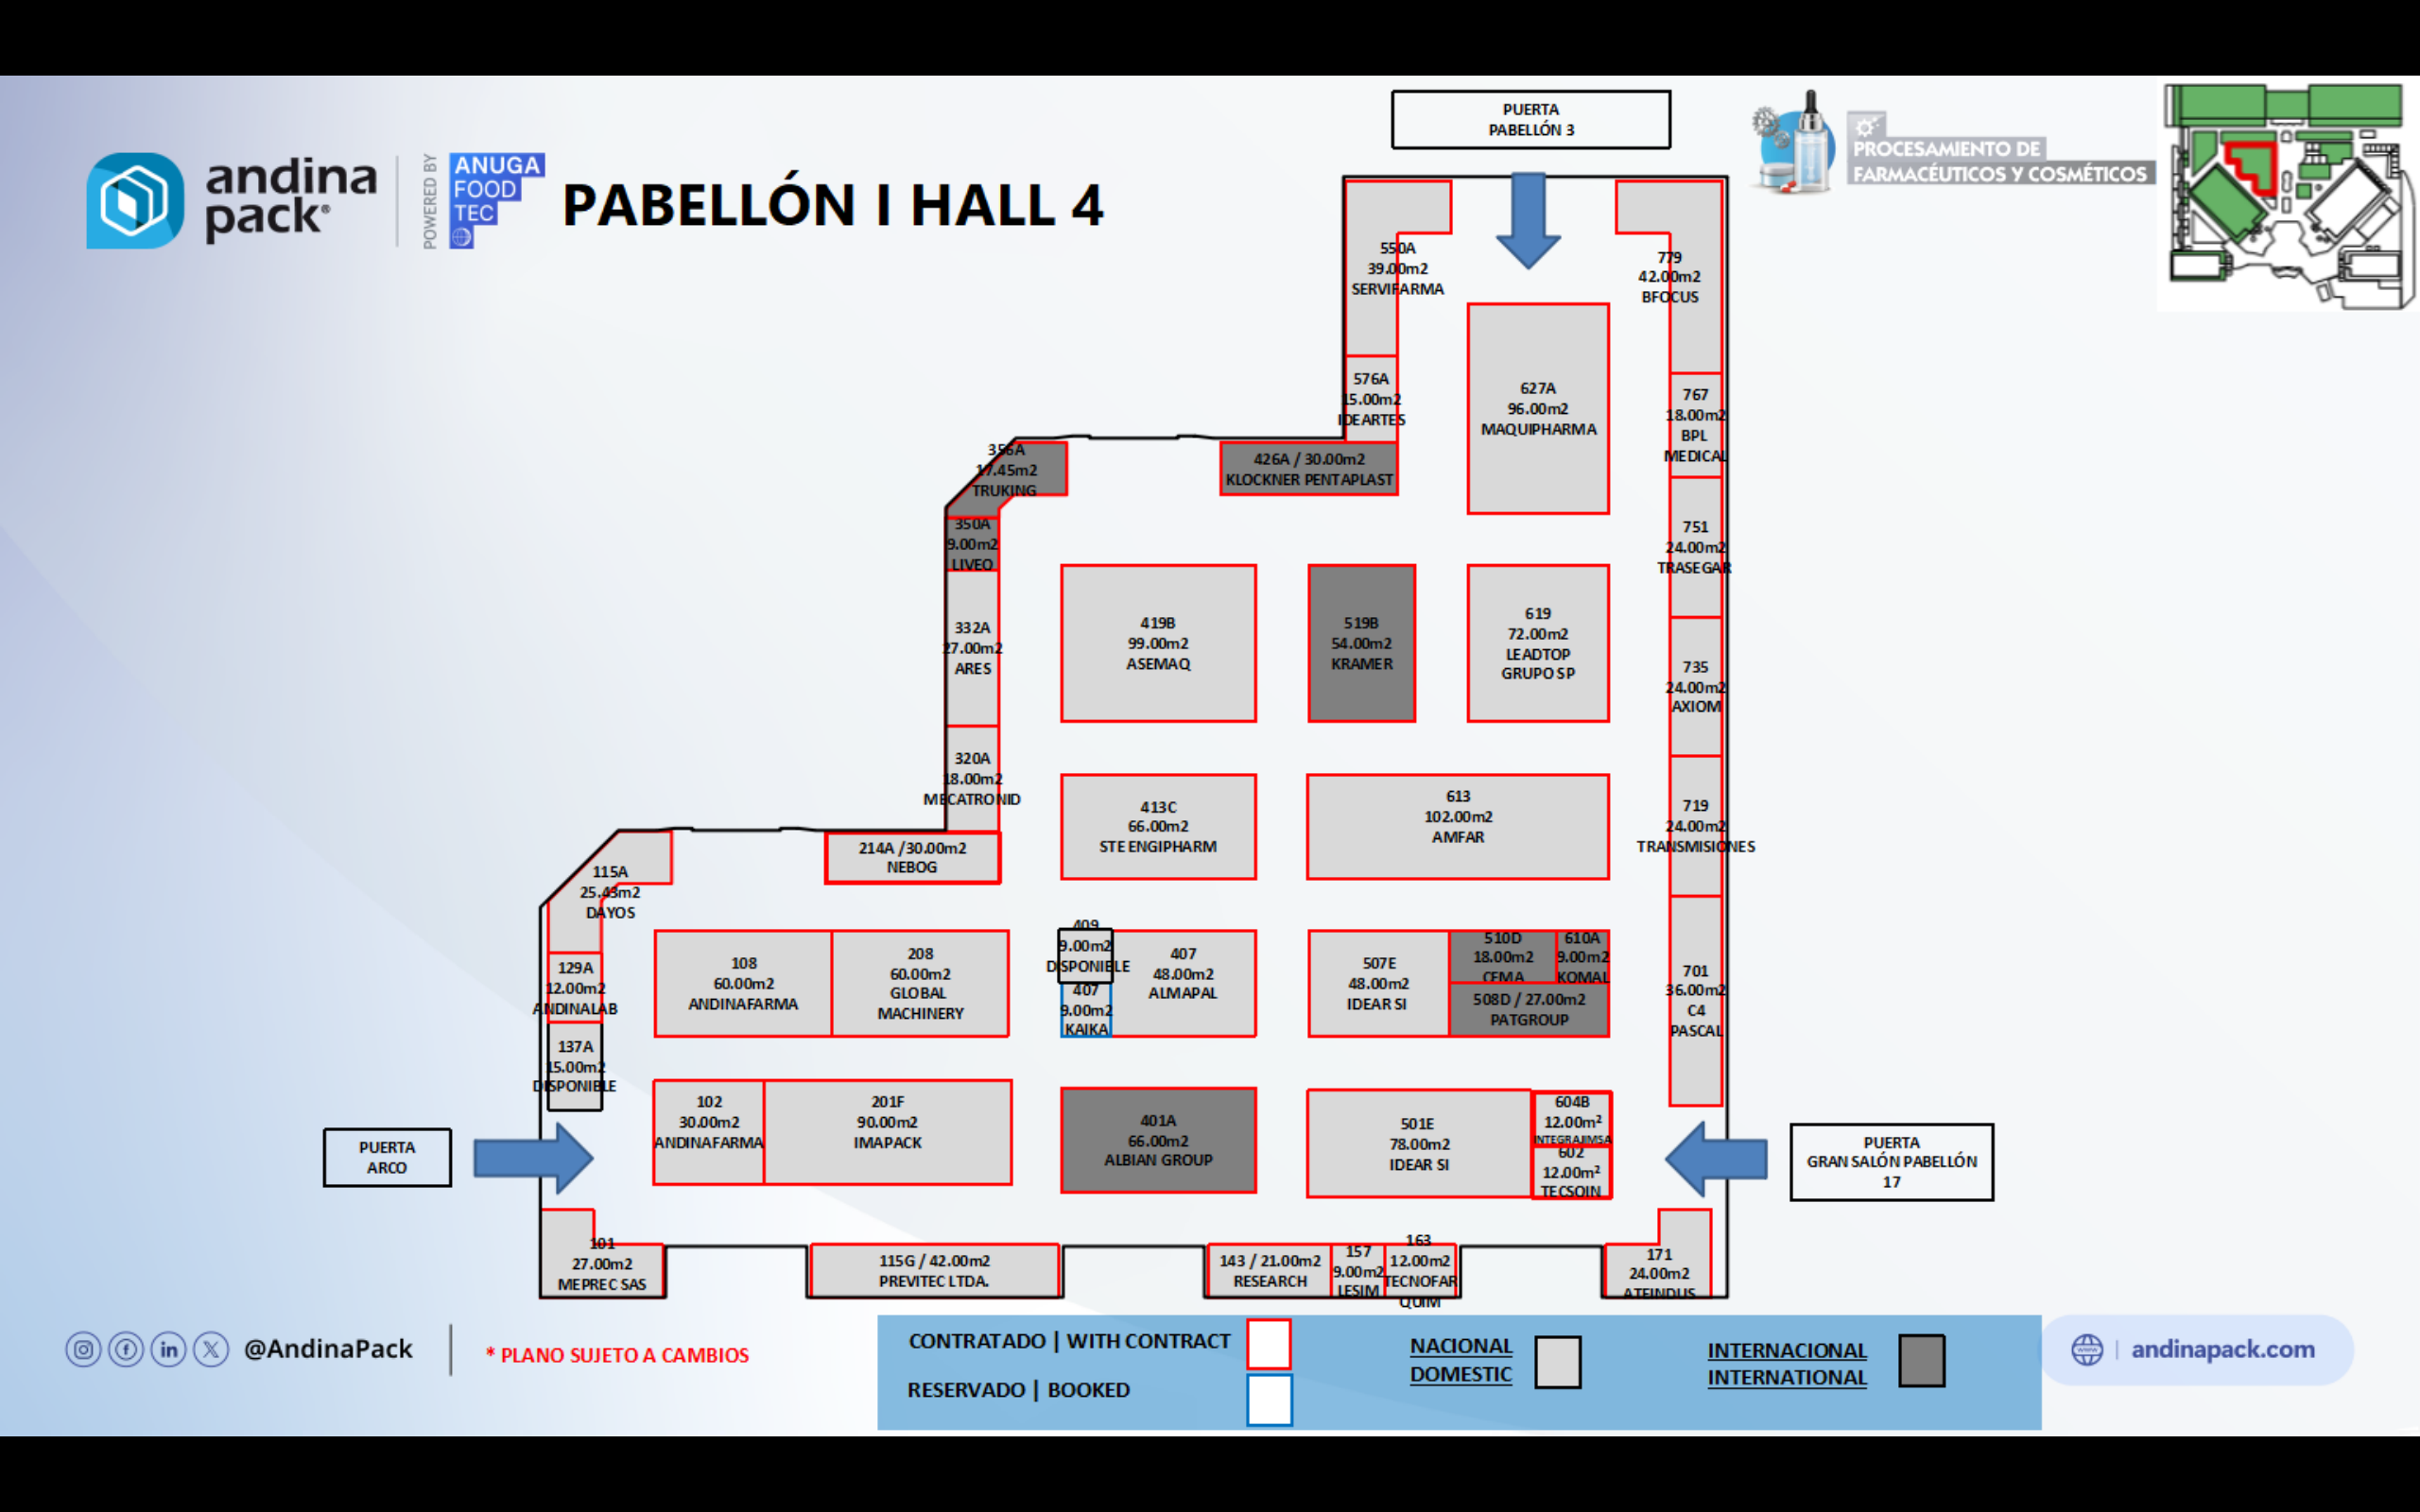 andina
pack®
POWERED BY
ANUGA
FOOD
TEC
PABELLÓN I HALL 4
PUERTA
PABELLÓN 3
PROCESAMIENTO DE
FARMACÉUTICOS Y COSMÉTICOS
550A
39.00m2
SERVIFARMA
779
42.00m2
BFOCUS
576A
15.00m2
IDEARTES
627A
96.00m2
MAQUIPHARMA
767
18.00m2
BPL
MEDICAL
356A
17.45m2
TRUKING
426A / 30.00m2
KLOCKNER PENTAPLAST
350A
9.00m2
LIVEO
751
24.00m2
TRASEGAR
332A
27.00m2
ARES
419B
99.00m2
ASEMAQ
519B
54.00m2
KRAMER
619
72.00m2
LEADTOP
GRUPO SP
735
24.00m2
AXIOM
320A
18.00m2
MECATRONID
413C
66.00m2
STE ENGIPHARM
613
102.00m2
AMFAR
719
24.00m2
TRANSMISIONES
214A /30.00m2
NEBOG
115A
25.43m2
DAYOS
129A
12.00m2
ANDINALAB
108
60.00m2
ANDINAFARMA
208
60.00m2
GLOBAL
MACHINERY
409
9.00m2
DISPONIBLE
407
9.00m2
KAIKA
407
48.00m2
ALMAPAL
507E
48.00m2
IDEAR SI
510D
18.00m2
CEMA
610A
9.00m2
KOMAL
508D / 27.00m2
PATGROUP
701
36.00m2
C4
PASCAL
137A
15.00m2
DISPONIBLE
102
30.00m2
ANDINAFARMA
201F
90.00m2
IMAPACK
401A
66.00m2
ALBIAN GROUP
501E
78.00m2
IDEAR SI
604B
12.00m²
INTEGRAJIMSA
602
12.00m²
TECSOIN
PUERTA
ARCO
PUERTA
GRAN SALÓN PABELLÓN
17
101
27.00m2
MEPREC SAS
115G / 42.00m2
PREVITEC LTDA.
143 / 21.00m2
RESEARCH
157
9.00m2
LESIM
163
12.00m2
TECNOFAR
QUIM
171
24.00m2
ATEINDUS
@AndinaPack
* PLANO SUJETO A CAMBIOS
CONTRATADO | WITH CONTRACT
RESERVADO | BOOKED
NACIONAL
DOMESTIC
INTERNACIONAL
INTERNATIONAL
andinapack.com